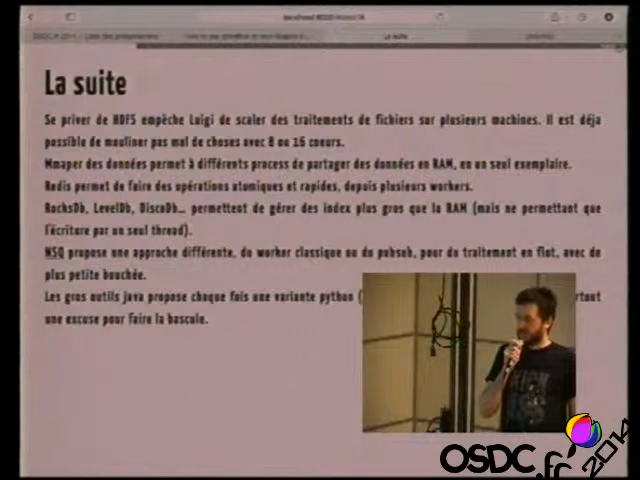 La suite
Se priver de HDFS empêche Luigi de scaler des traitements de fichiers sur plusieurs machines. Il est déja
possible de mouliner pas mal de choses avec 8 ou 16 coeurs.
Mmaper des données permet à différents process de partager des données en RAM, en un seul exemplaire.
Redis permet de faire des opérations atomiques et rapides, depuis plusieurs workers.
RocksDb, LevelDb, DiscoDb... permettent de gérer des index plus gros que la RAM (mais ne permettant que
l'écriture par un seul thread).
NSQ propose une approche différente, du worker classique ou du pubsub, pour du traitement en flot, avec de
plus petite bouchée.
Les gros outils java propose chaque fois une variante python (
une excuse pour faire la bascule.
OSDC.fr 2014